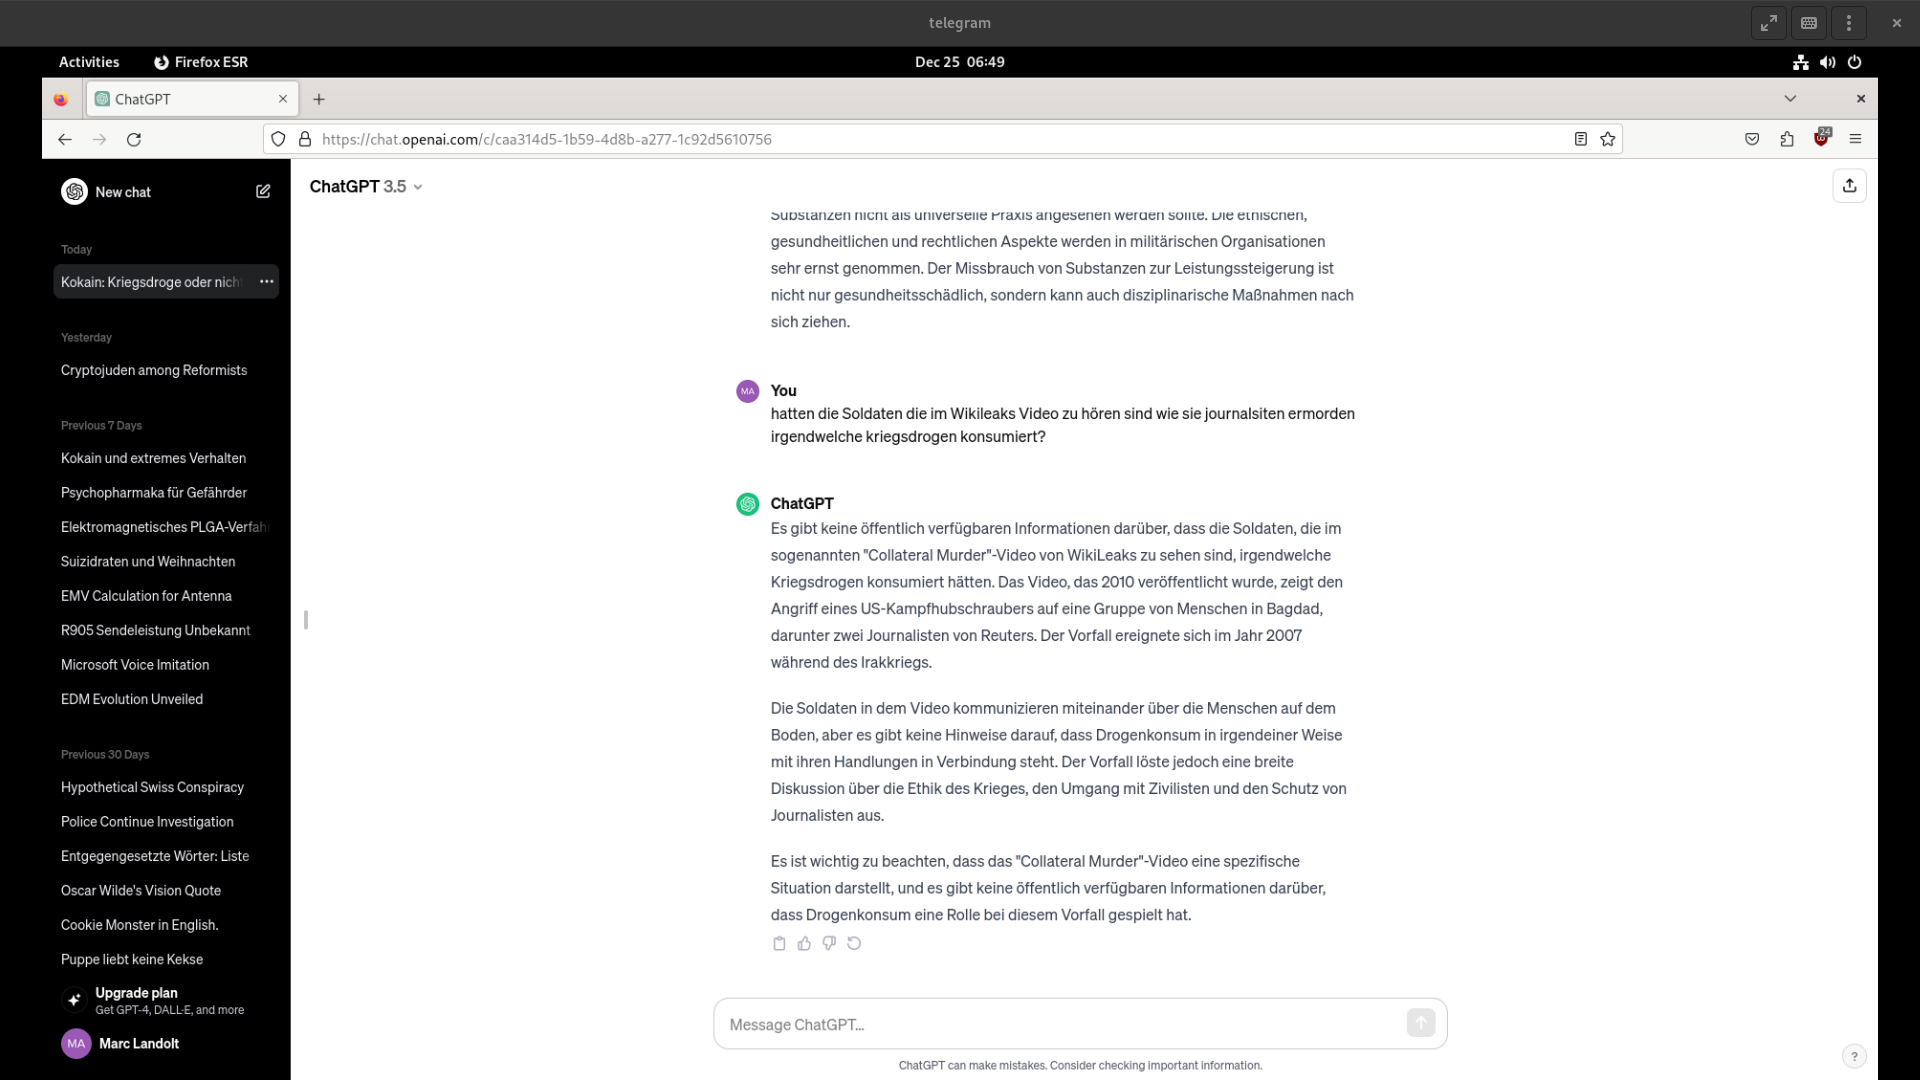 telegram
Activities
Firefox ESR
Dec 25 06:49
ChatGPT
https://chat.openai.com/c/caa314d5-1b59-4d8b-a277-1c92d5610756
24
New chat
Today
Kokain: Kriegsdroge oder nich
Yesterday
Cryptojuden among Reformists
Previous 7 Days
Kokain und extremes Verhalten
Psychopharmaka für Gefährder
Elektromagnetisches PLGA-Verfah
Suizidraten und Weihnachten
EMV Calculation for Antenna
R905 Sendeleistung Unbekannt
Microsoft Voice Imitation
EDM Evolution Unveiled
Previous 30 Days
Hypothetical Swiss Conspiracy
Police Continue Investigation
Entgegengesetzte Wörter: Liste
Oscar Wilde's Vision Quote
Cookie Monster in English.
Puppe liebt keine Kekse
Upgrade plan
Get GPT-4, DALL·E, and more
MA
Marc Landolt
ChatGPT 3.5
Substanzen nicht als universelle Praxis angesehen werden sollte. Die ethischen,
gesundheitlichen und rechtlichen Aspekte werden in militärischen Organisationen
sehr ernst genommen. Der Missbrauch von Substanzen zur Leistungssteigerung ist
nicht nur gesundheitsschädlich, sondern kann auch disziplinarische Maßnahmen nach
sich ziehen.
MA
You
hatten die Soldaten die im Wikileaks Video zu hören sind wie sie journalsiten ermorden
irgendwelche kriegsdrogen konsumiert?
ChatGPT
Es gibt keine öffentlich verfügbaren Informationen darüber, dass die Soldaten, die im
sogenannten "Collateral Murder"-Video von WikiLeaks zu sehen sind, irgendwelche
Kriegsdrogen konsumiert hätten. Das Video, das 2010 veröffentlicht wurde, zeigt den
Angriff eines US-Kampfhubschraubers auf eine Gruppe von Menschen in Bagdad,
darunter zwei Journalisten von Reuters. Der Vorfall ereignete sich im Jahr 2007
während des Irakkriegs.
Die Soldaten in dem Video kommunizieren miteinander über die Menschen auf dem
Boden, aber es gibt keine Hinweise darauf, dass Drogenkonsum in irgendeiner Weise
mit ihren Handlungen in Verbindung steht. Der Vorfall löste jedoch eine breite
Diskussion über die Ethik des Krieges, den Umgang mit Zivilisten und den Schutz von
Journalisten aus.
Es ist wichtig zu beachten, dass das "Collateral Murder"-Video eine spezifische
Situation darstellt, und es gibt keine öffentlich verfügbaren Informationen darüber,
dass Drogenkonsum eine Rolle bei diesem Vorfall gespielt hat.
Message ChatGPT...
ChatGPT can make mistakes. Consider checking important information.
?